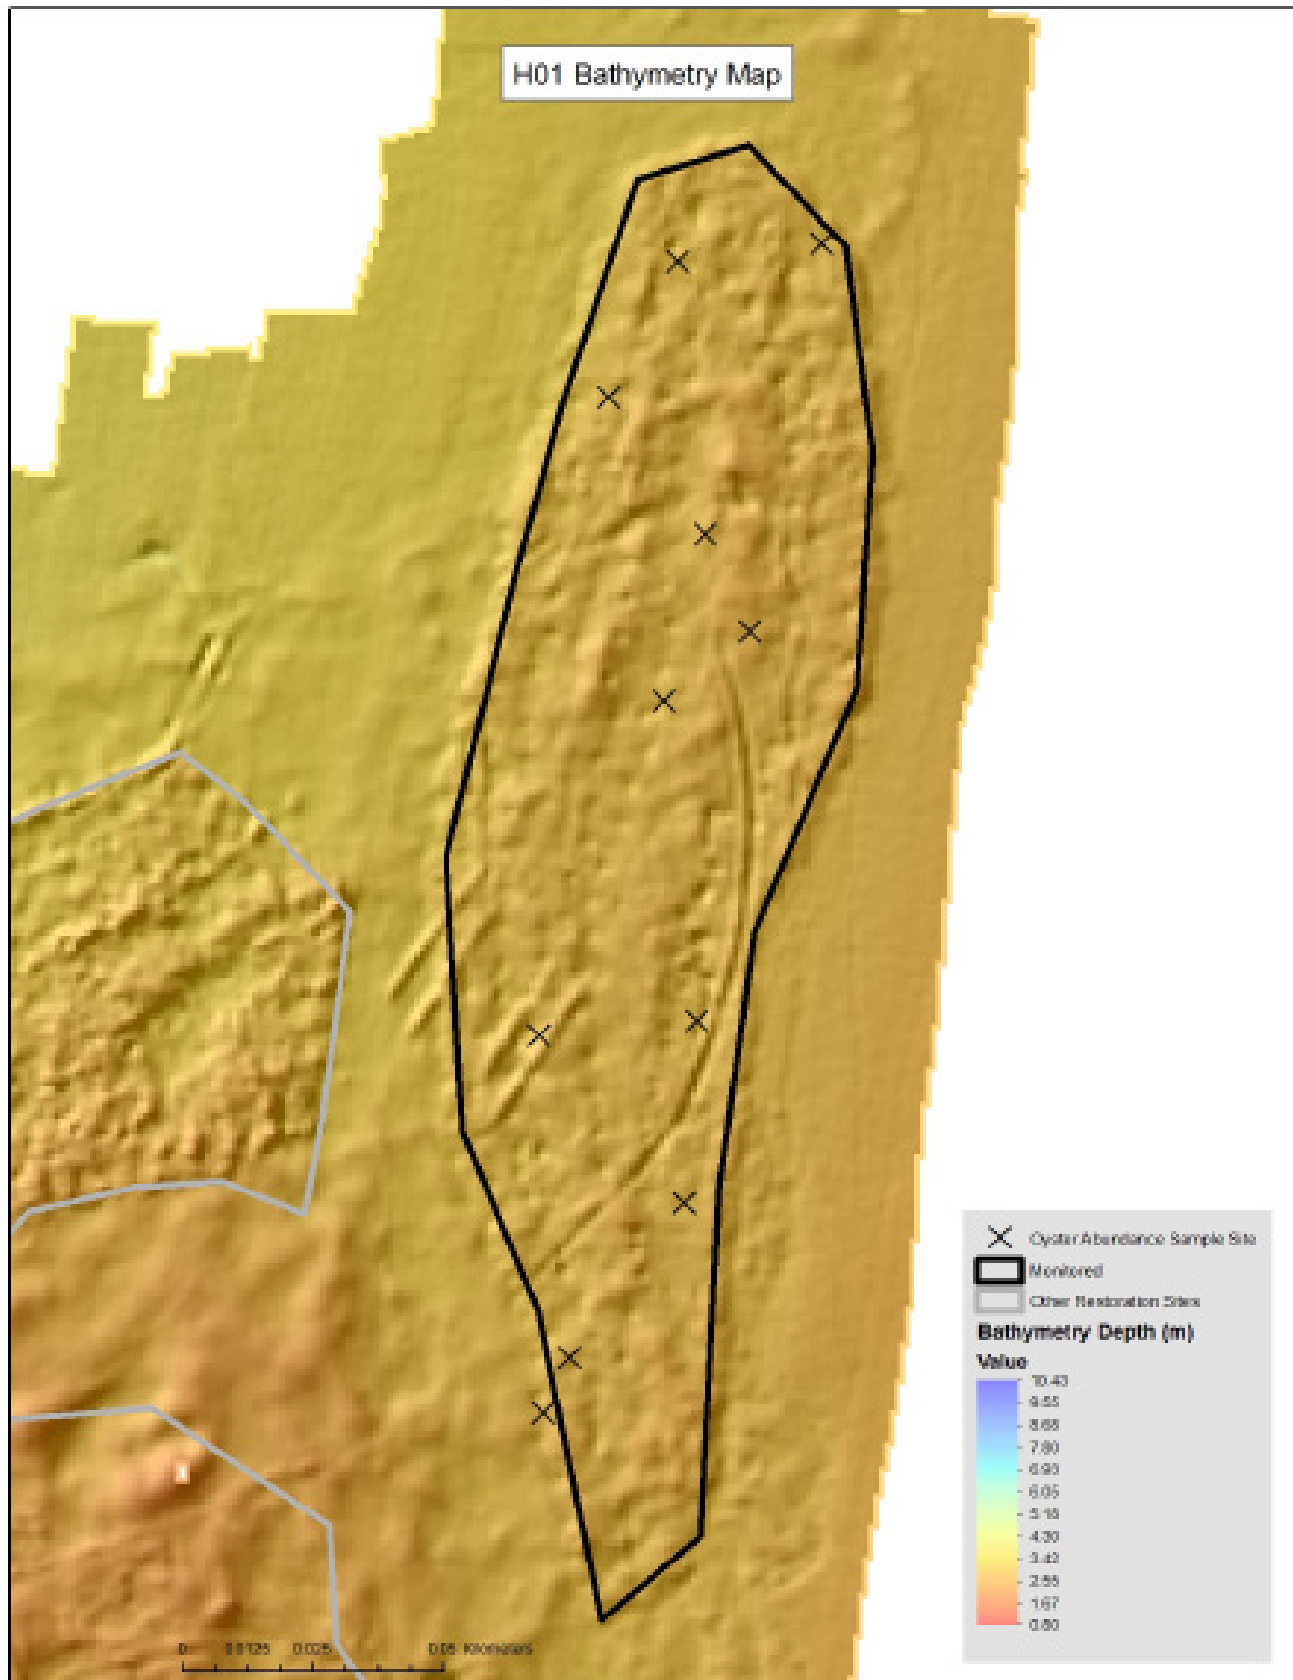 H01 Bathymetry Map
Oyster Abundance Sample Site
Monitored
Other Restoration Sites
Bathymetry Depth (m)
Value
10.43
9.55
8.68
7.80
6.93
6.05
5.18
4.30
3.42
2.55
1.67
0.80
0 0.0125 0.025 0.05 Kilometers